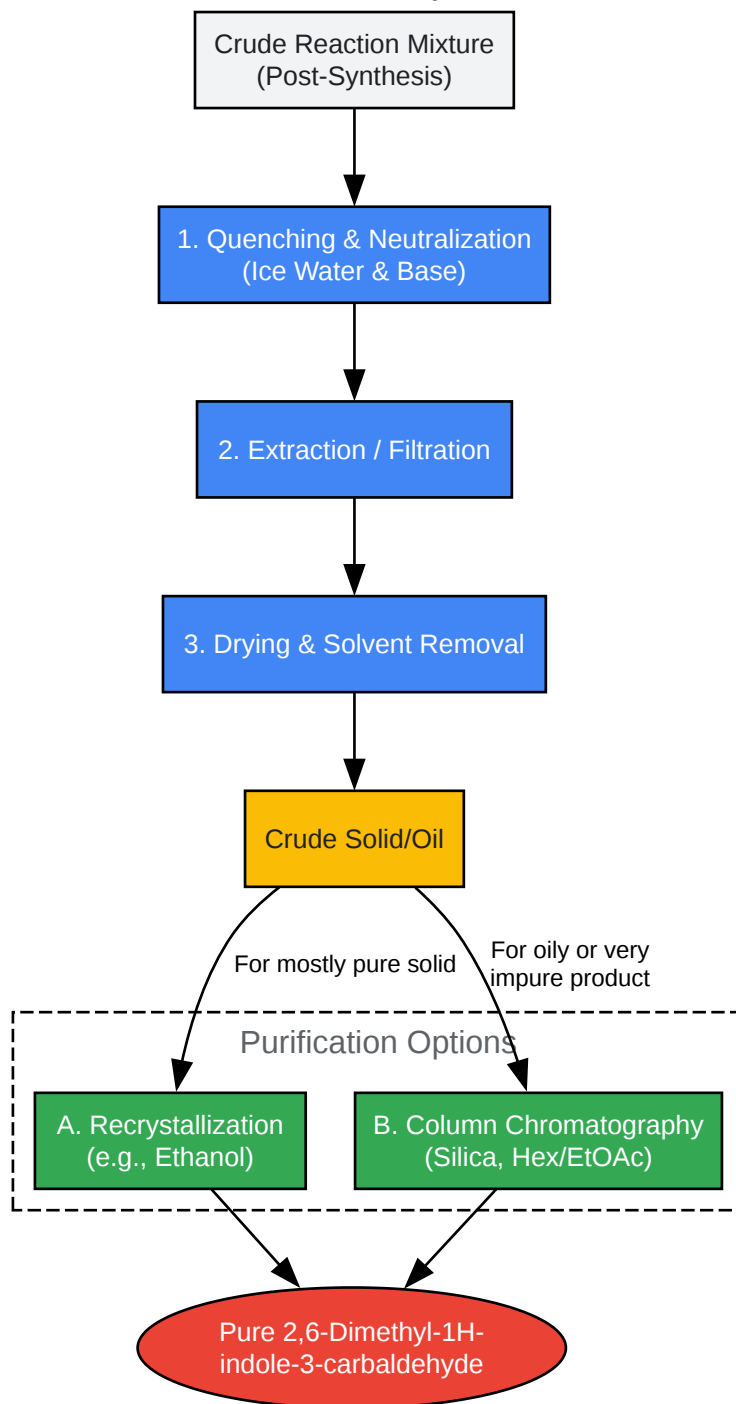 Crude Reaction Mixture
(Post-Synthesis)
1. Quenching & Neutralization
(Ice Water & Base)
2. Extraction / Filtration
3. Drying & Solvent Removal
Crude Solid/Oil
For mostly pure solid
For oily or very
impure product
Purification Options
A. Recrystallization
(e.g., Ethanol)
B. Column Chromatography
(Silica, Hex/EtOAc)
Pure 2,6-Dimethyl-1H-
indole-3-carbaldehyde